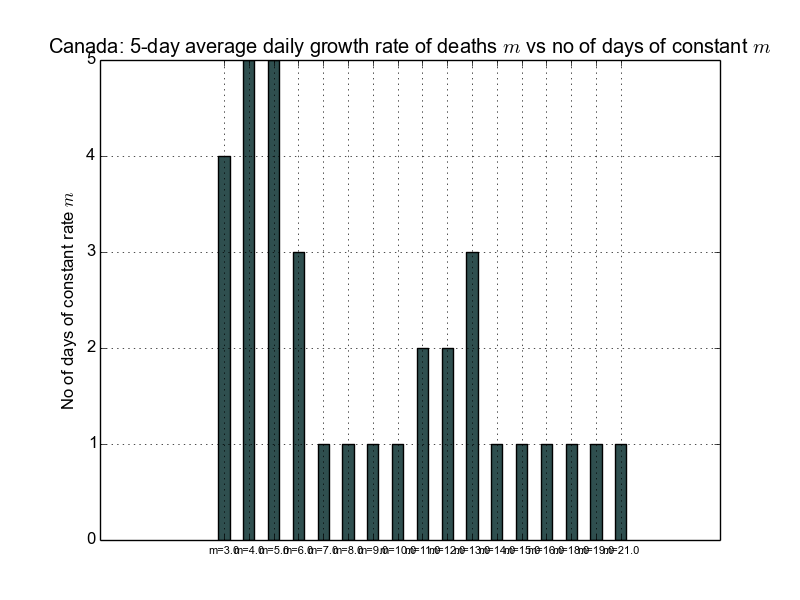 Canada: 5-day average daily growth rate of deaths m vs no of days of constant m
5
4
3
2
1
0
No of days of constant rate m
m=3.0 m=4.0 m=5.0 m=6.0 m=7.0 m=8.0 m=9.0 m=10.0 m=11.0 m=12.0 m=13.0 m=14.0 m=15.0 m=16.0 m=18.0 m=19.0 m=21.0